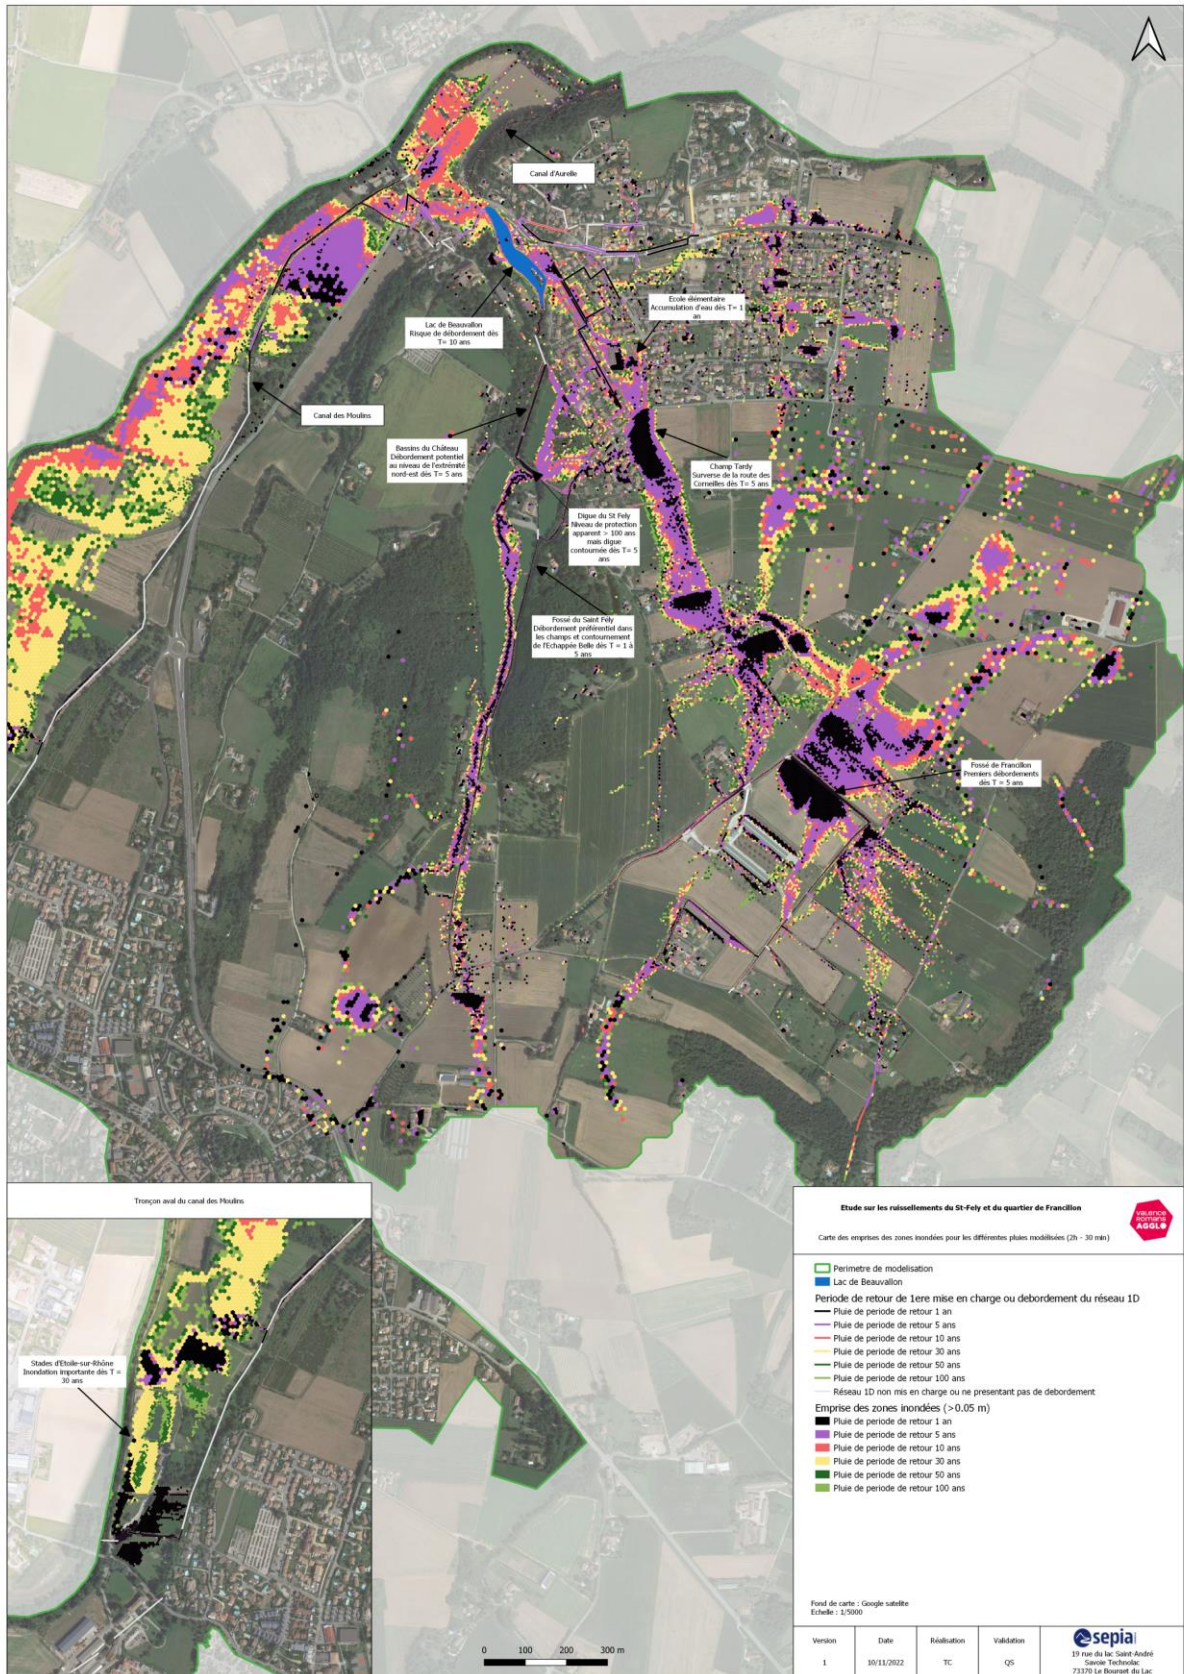 Canal d'Aurelle
Ecole élémentaire
Accumulation d'eau dès T= 1
an
Lac de Beauvallon
Risque de débordement dès
T= 10 ans
Canal des Moulins
Bassins du Château
Débordement potentiel
au niveau de l'extrémité
nord-est dès T= 5 ans
Champ Tardy
Surverse de la route des
Corneilles dès T= 5 ans
Digue du St Fely
Niveau de protection
apparent > 100 ans
mais digue
contournée dès T= 5
ans
Fossé du Saint Fély
Débordement préférentiel dans
les champs et contournement
de l'Echappée Belle dès T = 1 à
5 ans
Fossé de Francillon
Premiers débordements
dès T = 5 ans
Tronçon aval du canal des Moulins
Stades d'Etoile-sur-Rhône
Inondation importante dès T =
30 ans
0 100 200 300 m
Etude sur les ruissellements du St-Fely et du quartier de Francillon
VALENCE
ROMANS
AGGLO
Carte des emprises des zones inondées pour les différentes pluies modélisées (2h - 30 min)
Perimetre de modelisation
Lac de Beauvallon
Periode de retour de 1ere mise en charge ou debordement du réseau 1D
Pluie de periode de retour 1 an
Pluie de periode de retour 5 ans
Pluie de periode de retour 10 ans
Pluie de periode de retour 30 ans
Pluie de periode de retour 50 ans
Pluie de periode de retour 100 ans
Réseau 1D non mis en charge ou ne presentant pas de debordement
Emprise des zones inondées (>0.05 m)
Pluie de periode de retour 1 an
Pluie de periode de retour 5 ans
Pluie de periode de retour 10 ans
Pluie de periode de retour 30 ans
Pluie de periode de retour 50 ans
Pluie de periode de retour 100 ans
Fond de carte : Google satelite
Echelle : 1/5000
Version Date Réalisation Validation
1 10/11/2022 TC QS
sepia
19 rue du lac Saint-André
Savoie Technolac
73370 Le Bourget du Lac